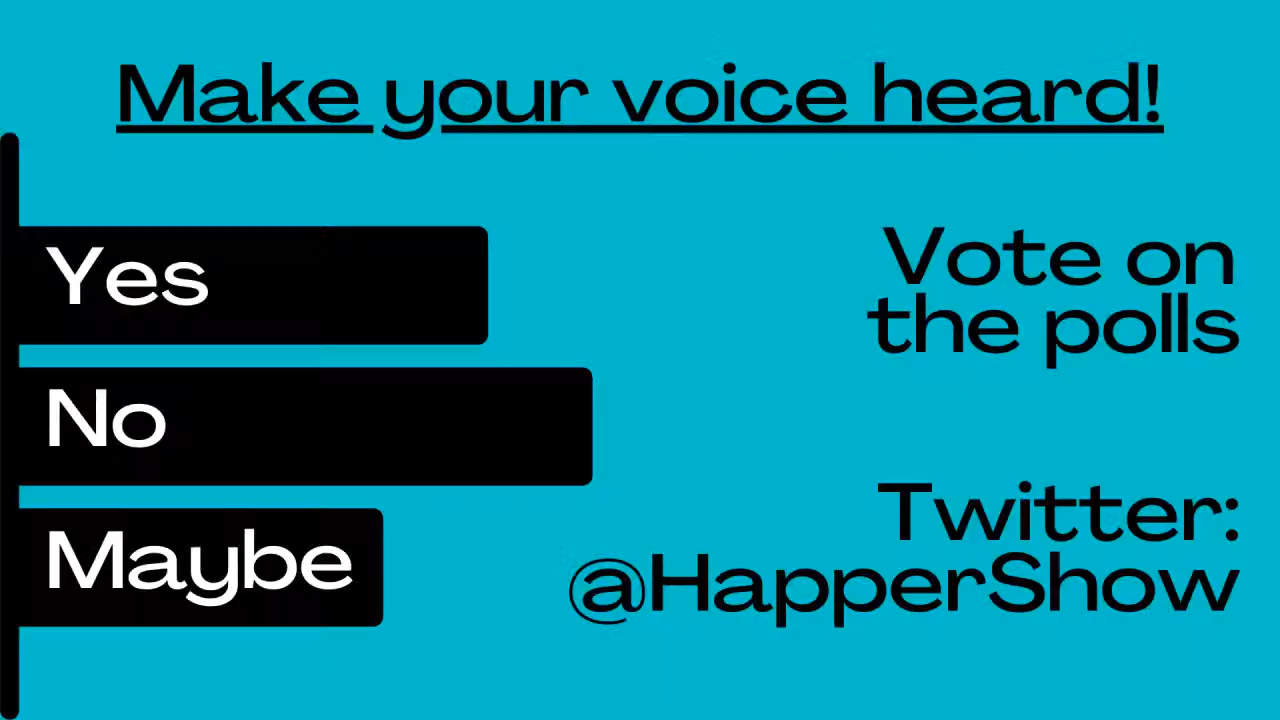 Make your voice heard!
Yes
No
Maybe
Vote on
the polls
Twitter:
@HapperShow